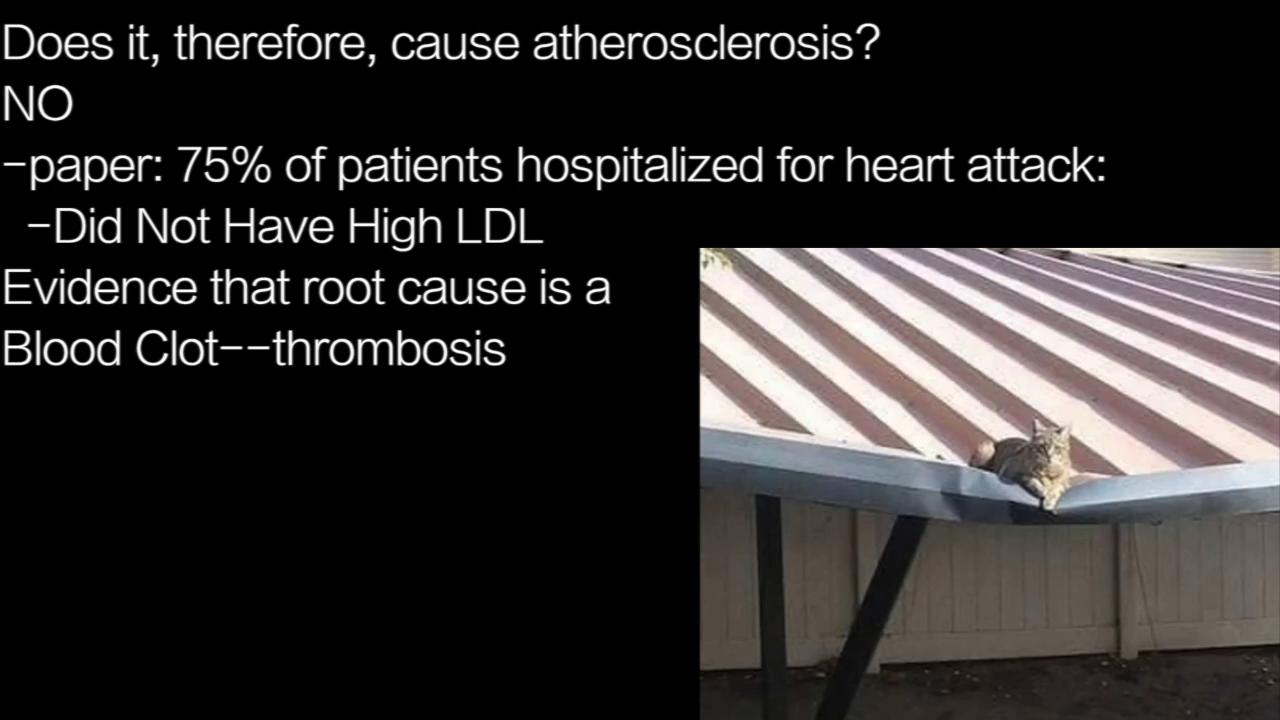 Does it, therefore, cause atherosclerosis?
NO
-paper: 75% of patients hospitalized for heart attack:
-Did Not Have High LDL
Evidence that root cause is a
Blood Clot--thrombosis